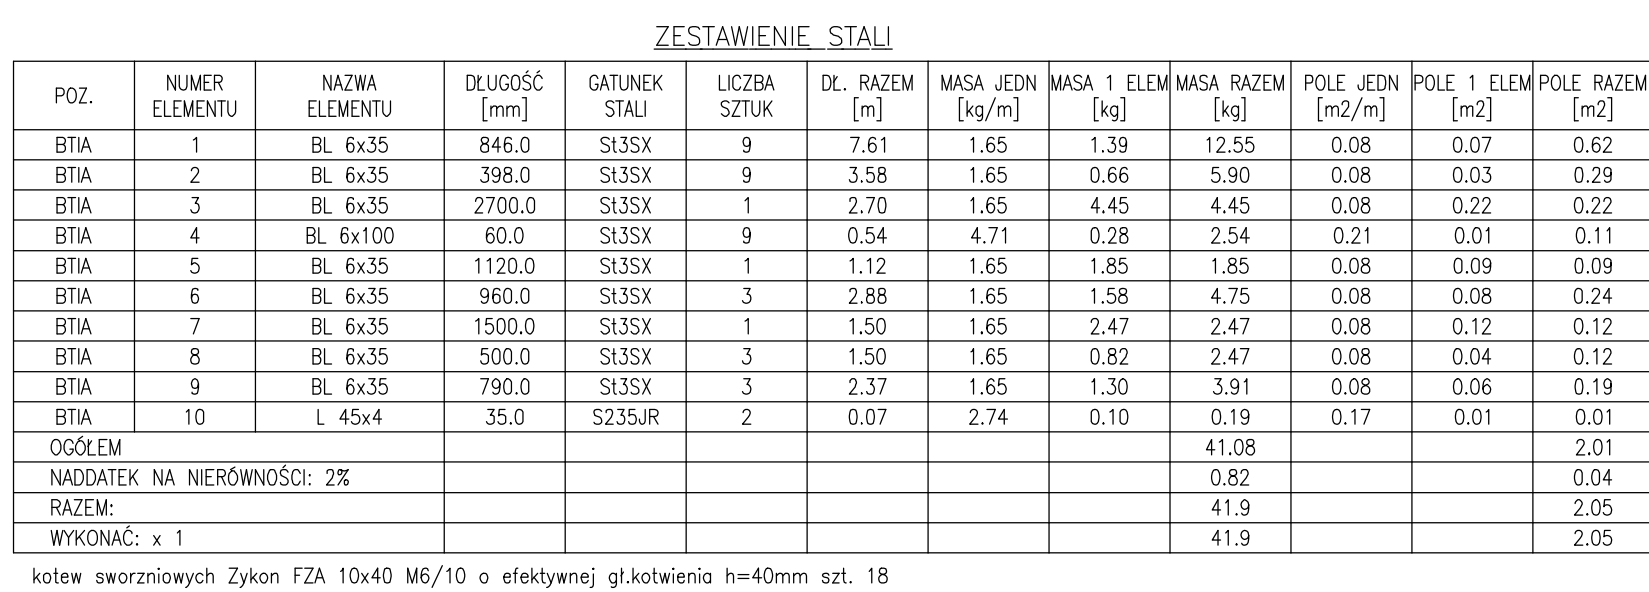 ZESTAWIENIE STALI
POZ. NUMER ELEMENTU NAZWA ELEMENTU DŁUGOŚĆ [mm] GATUNEK STALI LICZBA SZTUK DŁ. RAZEM [m] MASA JEDN [kg/m] MASA 1 ELEM [kg] MASA RAZEM [kg] POLE JEDN [m2/m] POLE 1 ELEM [m2] POLE RAZEM [m2]
BTIA 1 BL 6x35 846.0 St3SX 9 7.61 1.65 1.39 12.55 0.08 0.07 0.62
BTIA 2 BL 6x35 398.0 St3SX 9 3.58 1.65 0.66 5.90 0.08 0.03 0.29
BTIA 3 BL 6x35 2700.0 St3SX 1 2.70 1.65 4.45 4.45 0.08 0.22 0.22
BTIA 4 BL 6x100 60.0 St3SX 9 0.54 4.71 0.28 2.54 0.21 0.01 0.11
BTIA 5 BL 6x35 1120.0 St3SX 1 1.12 1.65 1.85 1.85 0.08 0.09 0.09
BTIA 6 BL 6x35 960.0 St3SX 3 2.88 1.65 1.58 4.75 0.08 0.08 0.24
BTIA 7 BL 6x35 1500.0 St3SX 1 1.50 1.65 2.47 2.47 0.08 0.12 0.12
BTIA 8 BL 6x35 500.0 St3SX 3 1.50 1.65 0.82 2.47 0.08 0.04 0.12
BTIA 9 BL 6x35 790.0 St3SX 3 2.37 1.65 1.30 3.91 0.08 0.06 0.19
BTIA 10 L 45x4 35.0 S235JR 2 0.07 2.74 0.10 0.19 0.17 0.01 0.01
OGÓŁEM 41.08 2.01
NADDATEK NA NIERÓWNOŚCI: 2% 0.82 0.04
RAZEM: 41.9 2.05
WYKONAĆ: x 1 41.9 2.05
kotew sworzniowych Zykon FZA 10x40 M6/10 o efektywnej gł.kotwienia h=40mm szt. 18